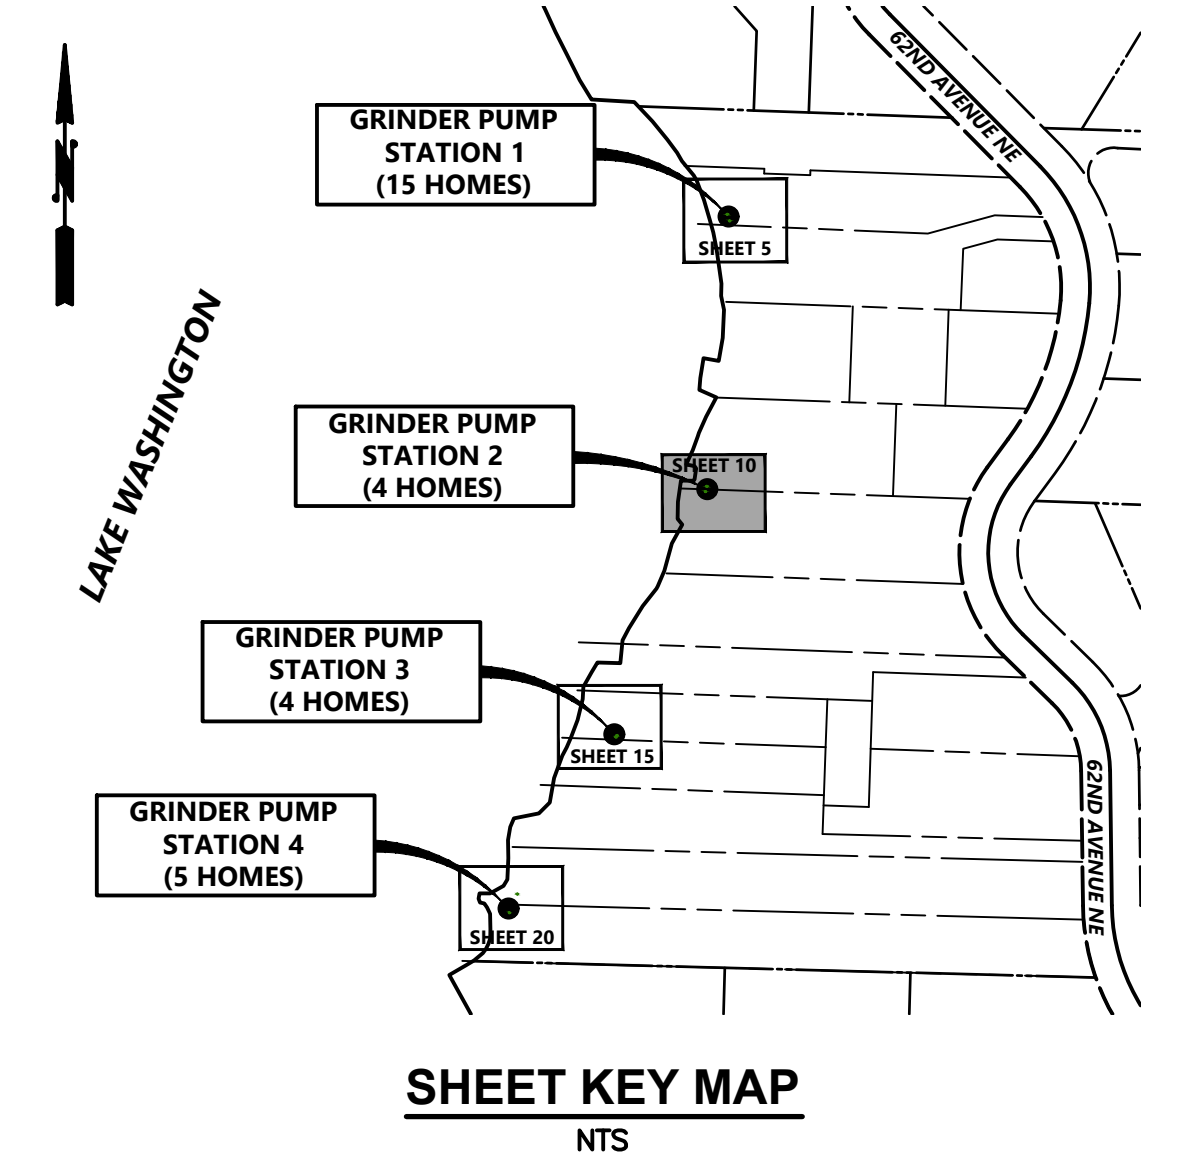 62ND AVENUE NE
N
GRINDER PUMP
STATION 1
(15 HOMES)
SHEET 5
LAKE WASHINGTON
GRINDER PUMP
STATION 2
(4 HOMES)
SHEET 10
GRINDER PUMP
STATION 3
(4 HOMES)
SHEET 15
62ND AVENUE NE
GRINDER PUMP
STATION 4
(5 HOMES)
SHEET 20
SHEET KEY MAP
NTS